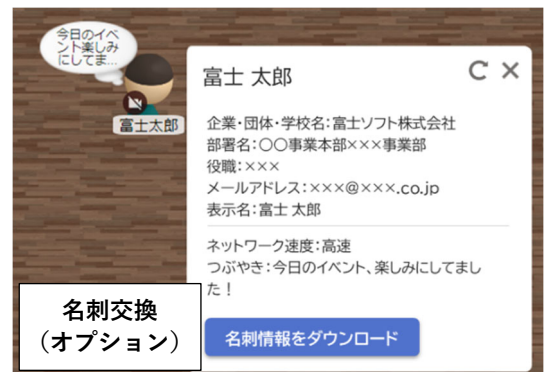 今日のイベ
ント楽しみ
にしてま...
富士太郎
富士 太郎
企業・団体・学校名：富士ソフト株式会社
部署名：〇〇事業本部×××事業部
役職：×××
メールアドレス：×××@×××.co.jp
表示名：富士 太郎
ネットワーク速度：高速
つぶやき：今日のイベント、楽しみにしてまし
た！
名刺情報をダウンロード
名刺交換
（オプション）